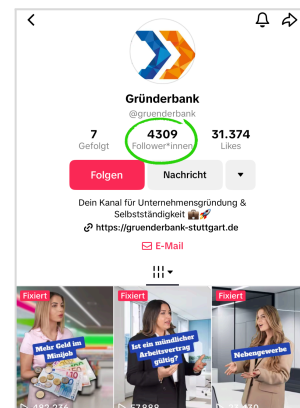 Gründerbank
@gruenderbank
7 4309 31.374
Gefolgt Follower*innen Likes
Folgen Nachricht
Dein Kanal für Unternehmensgründung &
Selbstständigkeit 💼🚀
https://gruenderbank-stuttgart.de
E-Mail
Fixiert Fixiert Fixiert
Mehr Geld im
Minijob
Ist ein mündlicher
Arbeitsvertrag
gültig?
Nebengewerbe